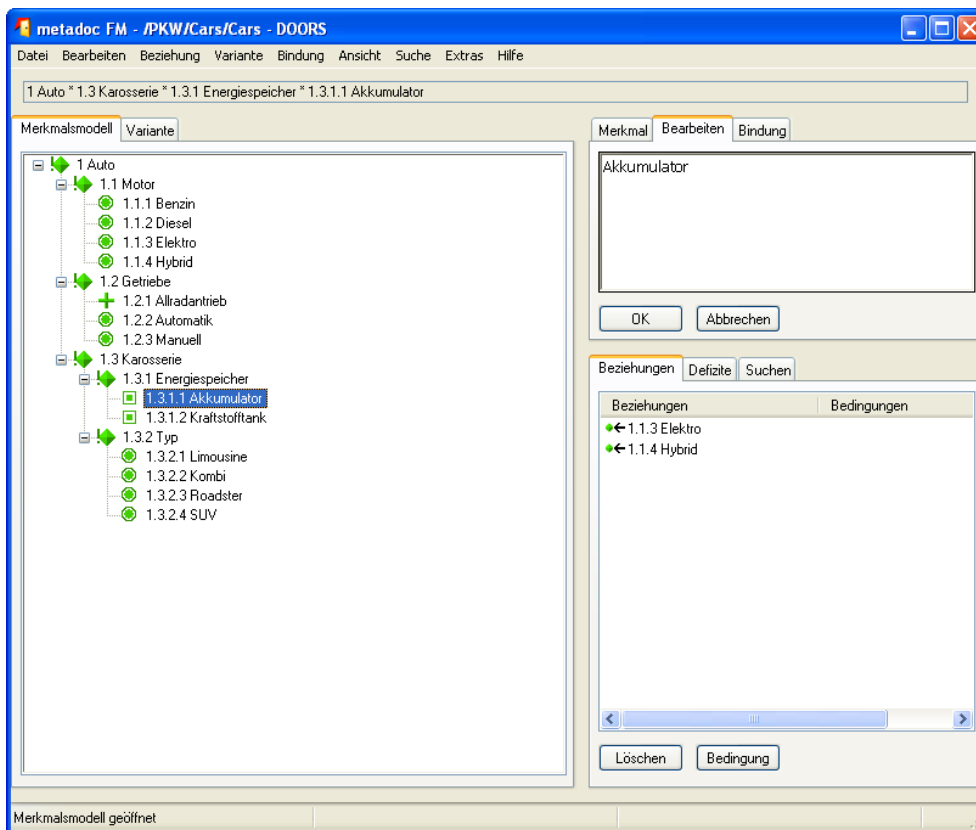 metadoc FM - /PKW/Cars/Cars - DOORS
Datei Bearbeiten Beziehung Variante Bindung Ansicht Suche Extras Hilfe
1 Auto * 1.3 Karosserie * 1.3.1 Energiespeicher * 1.3.1.1 Akkumulator
Merkmalsmodell Variante
1 Auto
1.1 Motor
1.1.1 Benzin
1.1.2 Diesel
1.1.3 Elektro
1.1.4 Hybrid
1.2 Getriebe
1.2.1 Allradantrieb
1.2.2 Automatik
1.2.3 Manuell
1.3 Karosserie
1.3.1 Energiespeicher
1.3.1.1 Akkumulator
1.3.1.2 Kraftstofftank
1.3.2 Typ
1.3.2.1 Limousine
1.3.2.2 Kombi
1.3.2.3 Roadster
1.3.2.4 SUV
Merkmal Bearbeiten Bindung
Akkumulator
OK Abbrechen
Beziehungen Defizite Suchen
Beziehungen Bedingungen
1.1.3 Elektro
1.1.4 Hybrid
Löschen Bedingung
Merkmalsmodell geöffnet